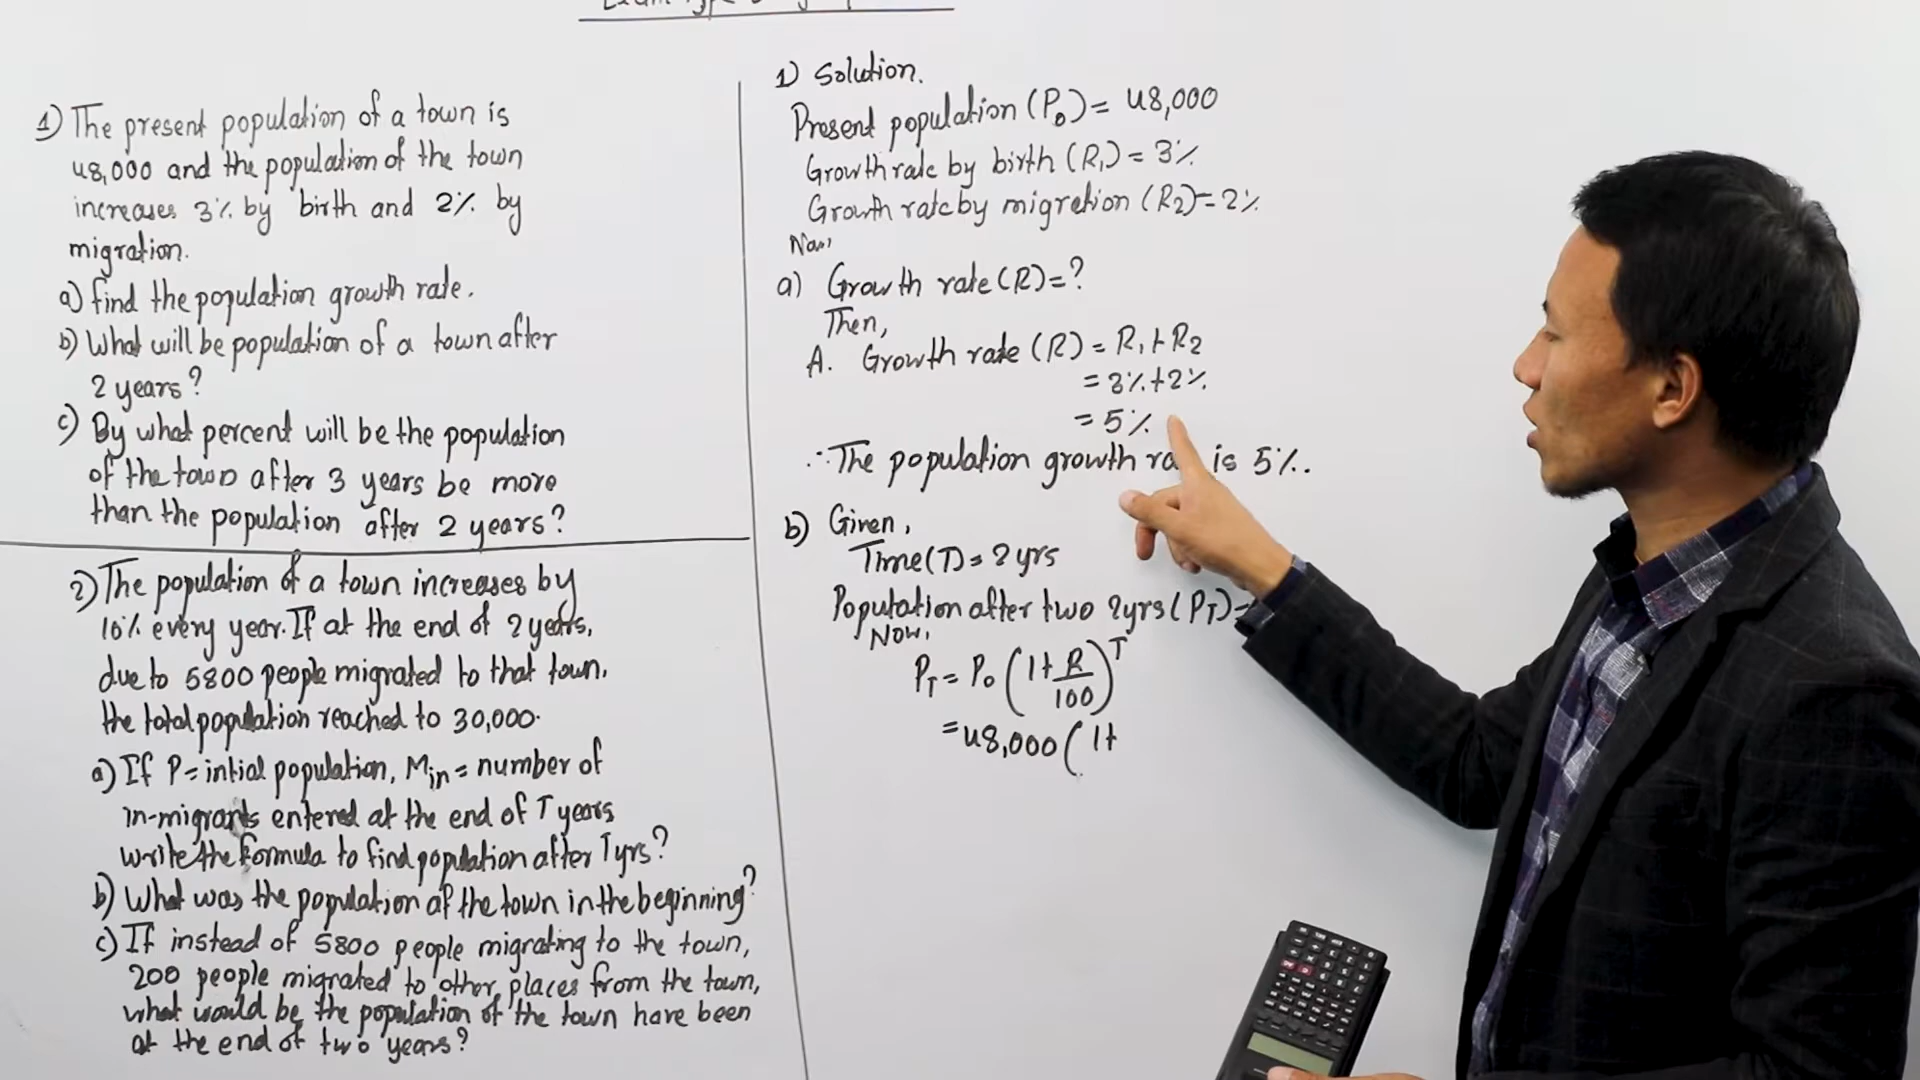 1) The present population of a town is
48,000 and the population of the town
increases 3% by birth and 2% by
migration.
a) find the population growth rate.
b) What will be population of a town after
2 years?
c) By what percent will be the population
of the town after 3 years be more
than the population after 2 years?
2) The population of a town increases by
10% every year. If at the end of 2 years,
due to 5800 people migrated to that town,
the total population reached to 30,000.
a) If P = intial population, Min = number of
in-migrants entered at the end of T years
write the formula to find population after T yrs?
b) What was the population of the town in the beginning?
c) If instead of 5800 people migrating to the town,
200 people migrated to other places from the town,
what would be the population of the town have been
at the end of two years?
1) Solution.
Present population (P0) = 48,000
Growth rate by birth (R1) = 3%
Growth rate by migration (R2) = 2%
Now,
a) Growth rate (R) = ?
Then,
A. Growth rate (R) = R1 + R2
= 3% + 2%
= 5%
∴ The population growth is 5%.
b) Given,
Time (T) = 2 yrs
Population after two 2yrs (PT) =
Now,
PT = P0 (1 + R/100)^T
= 48,000 ( 1 +